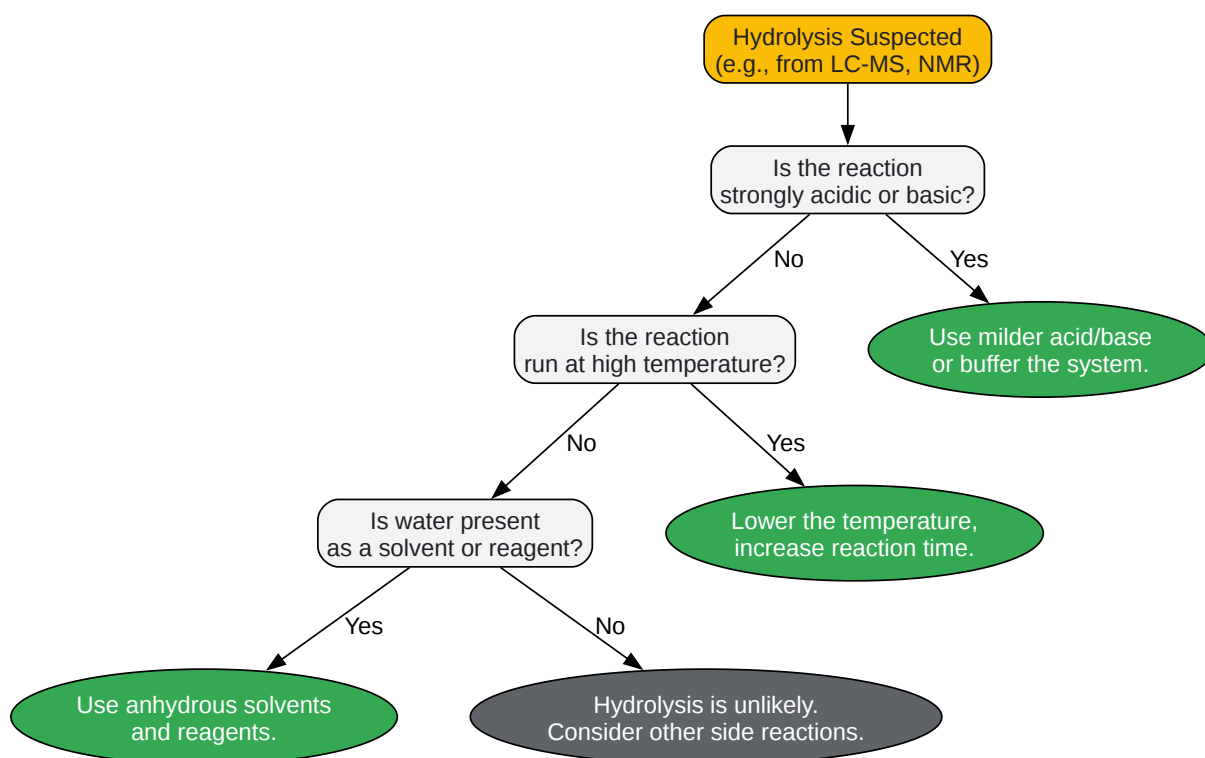 Hydrolysis Suspected
(e.g., from LC-MS, NMR)
Is the reaction
strongly acidic or basic?
No
Yes
Is the reaction
run at high temperature?
Use milder acid/base
or buffer the system.
No
Yes
Is water present
as a solvent or reagent?
Lower the temperature,
increase reaction time.
Yes
No
Use anhydrous solvents
and reagents.
Hydrolysis is unlikely.
Consider other side reactions.